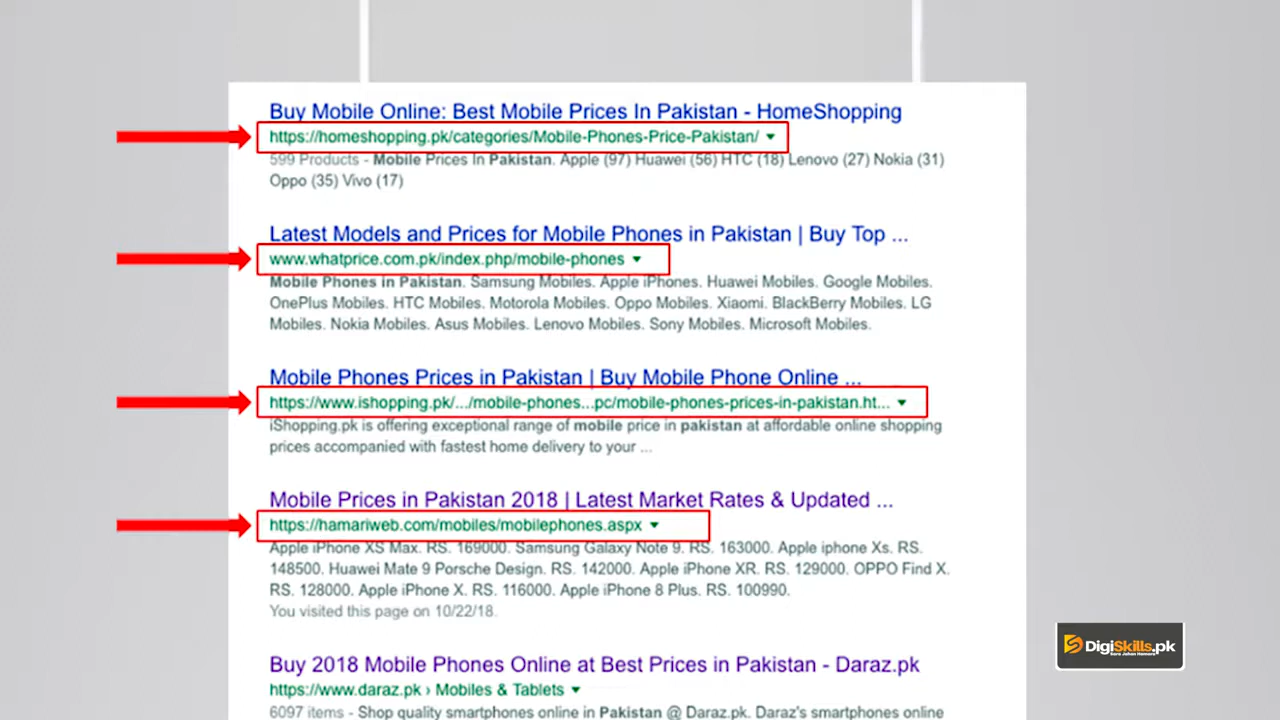 Buy Mobile Online: Best Mobile Prices In Pakistan - HomeShopping
https://homeshopping.pk/categories/Mobile-Phones-Price-Pakistan/
599 Products - Mobile Prices In Pakistan. Apple (97) Huawei (56) HTC (18) Lenovo (27) Nokia (31)
Oppo (35) Vivo (17)
Latest Models and Prices for Mobile Phones in Pakistan | Buy Top ...
www.whatprice.com.pk/index.php/mobile-phones
Mobile Phones in Pakistan. Samsung Mobiles. Apple iPhones. Huawei Mobiles. Google Mobiles.
OnePlus Mobiles. HTC Mobiles. Motorola Mobiles. Oppo Mobiles. Xiaomi. BlackBerry Mobiles. LG
Mobiles. Nokia Mobiles. Asus Mobiles. Lenovo Mobiles. Sony Mobiles. Microsoft Mobiles.
Mobile Phones Prices in Pakistan | Buy Mobile Phone Online ...
https://www.ishopping.pk/.../mobile-phones...pc/mobile-phones-prices-in-pakistan.ht...
iShopping.pk is offering exceptional range of mobile price in pakistan at affordable online shopping
prices accompanied with fastest home delivery to your ...
Mobile Prices in Pakistan 2018 | Latest Market Rates & Updated ...
https://hamariweb.com/mobiles/mobilephones.aspx
Apple iPhone XS Max. RS. 169000. Samsung Galaxy Note 9. RS. 163000. Apple iphone Xs. RS.
148500. Huawei Mate 9 Porsche Design. RS. 142000. Apple iPhone XR. RS. 129000. OPPO Find X.
RS. 128000. Apple iPhone X. RS. 116000. Apple iPhone 8 Plus. RS. 100990.
You visited this page on 10/22/18.
Buy 2018 Mobile Phones Online at Best Prices in Pakistan - Daraz.pk
https://www.daraz.pk › Mobiles & Tablets
6097 items - Shop quality smartphones online in Pakistan @ Daraz.pk. Daraz's smartphones online
DigiSkills.pk